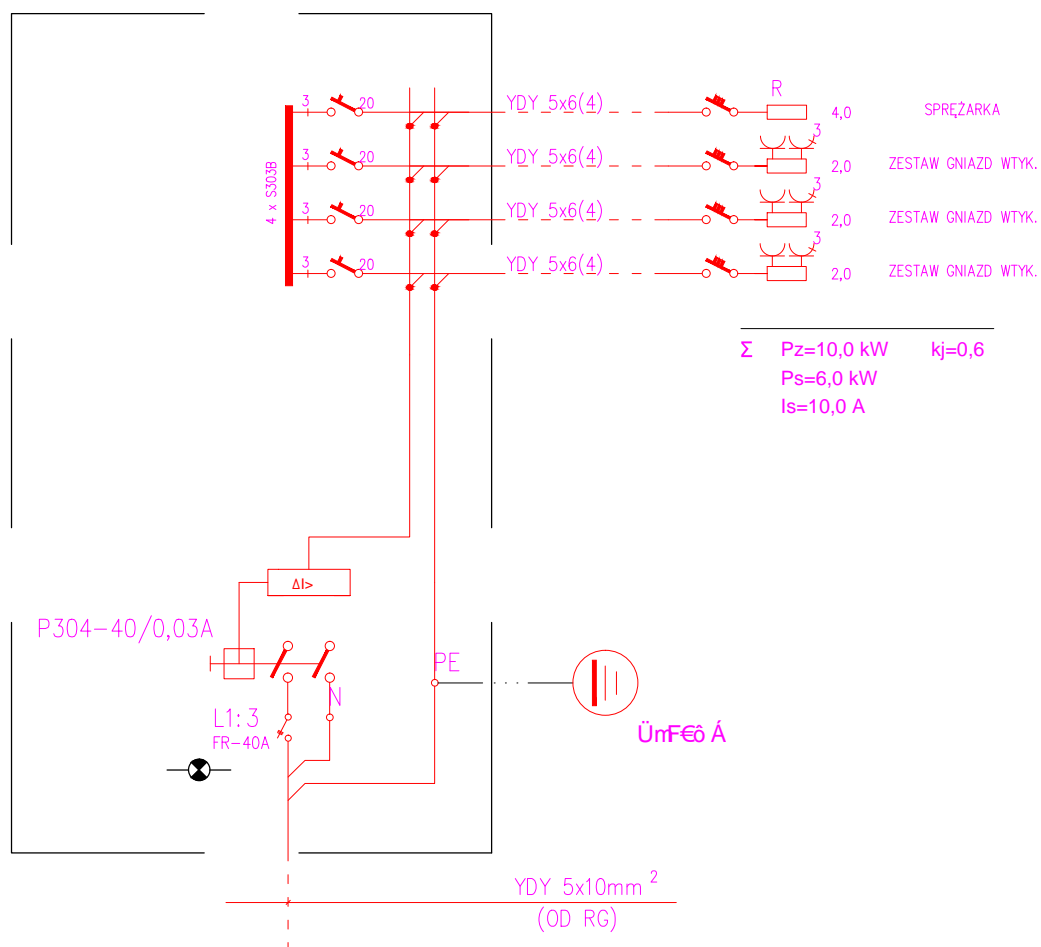 3 20 YDY 5x6(4) R 4,0 SPRĘŻARKA
3 20 YDY 5x6(4) 3 2,0 ZESTAW GNIAZD WTYK.
3 20 YDY 5x6(4) 3 2,0 ZESTAW GNIAZD WTYK.
3 20 YDY 5x6(4) 3 2,0 ZESTAW GNIAZD WTYK.
4 x S303B
Σ Pz=10,0 kW kj=0,6
Ps=6,0 kW
Is=10,0 A
ΔI>
P304-40/0,03A
PE
N
L1:3
FR-40A
YDY 5x10mm²
(OD RG)